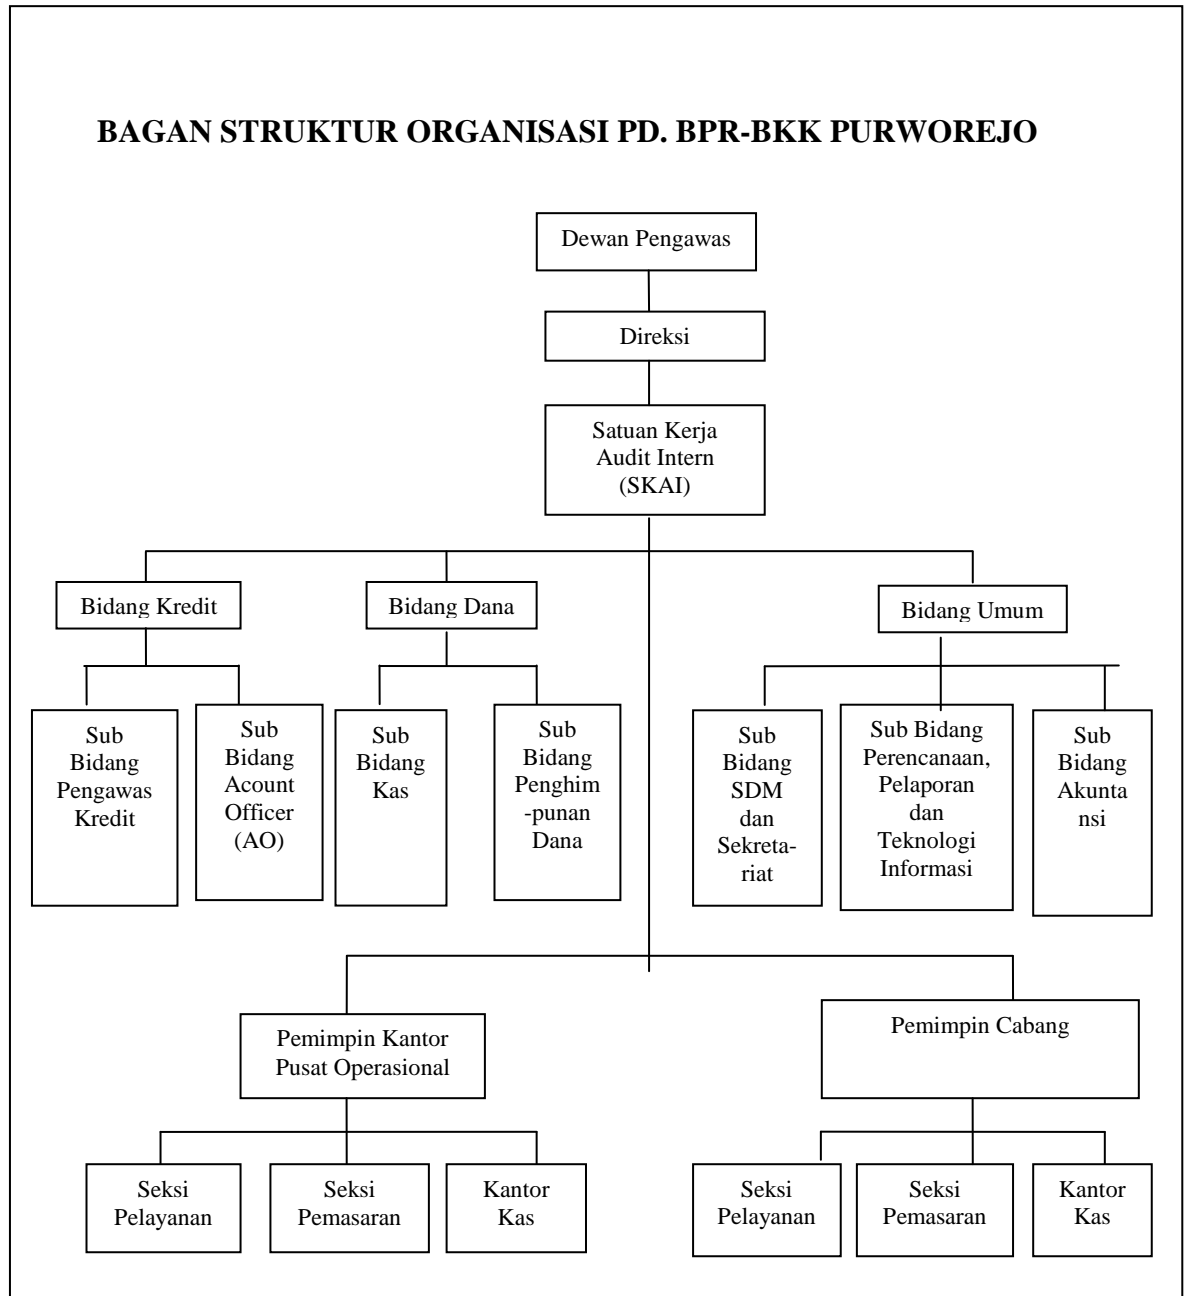 BAGAN STRUKTUR ORGANISASI PD. BPR-BKK PURWOREJO
Dewan Pengawas
Direksi
Satuan Kerja
Audit Intern
(SKAI)
Bidang Kredit
Bidang Dana
Bidang Umum
Sub
Bidang
Pengawas
Kredit
Sub
Bidang
Acount
Officer
(AO)
Sub
Bidang
Kas
Sub
Bidang
Penghim
-punan
Dana
Sub
Bidang
SDM
dan
Sekreta-
riat
Sub Bidang
Perencanaan,
Pelaporan
dan
Teknologi
Informasi
Sub
Bidang
Akunta
nsi
Pemimpin Kantor
Pusat Operasional
Pemimpin Cabang
Seksi
Pelayanan
Seksi
Pemasaran
Kantor
Kas
Seksi
Pelayanan
Seksi
Pemasaran
Kantor
Kas